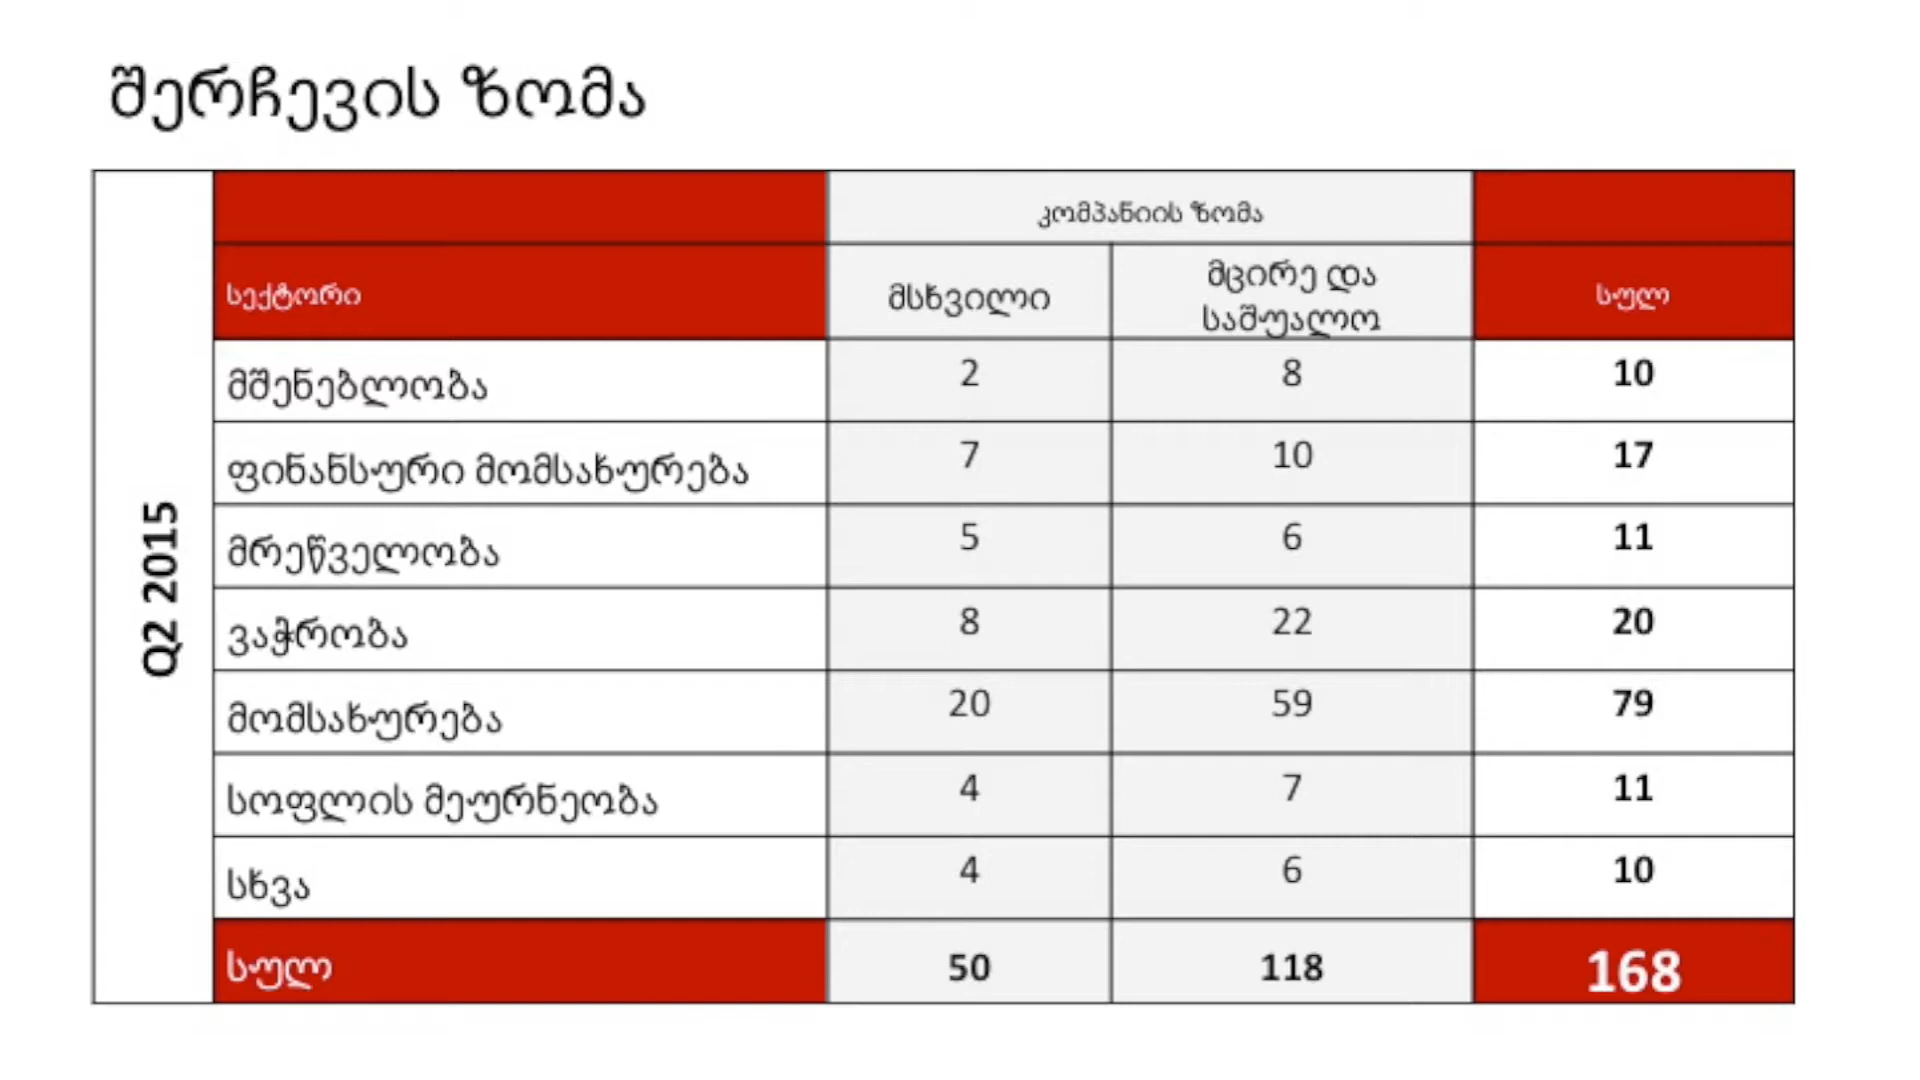 შერჩევის ზომა
კომპანიის ზომა
სექტორი მსხვილი მცირე და საშუალო სულ
მშენებლობა 2 8 10
ფინანსური მომსახურება 7 10 17
მრეწველობა 5 6 11
ვაჭრობა 8 22 20
მომსახურება 20 59 79
სოფლის მეურნეობა 4 7 11
სხვა 4 6 10
სულ 50 118 168
Q2 2015